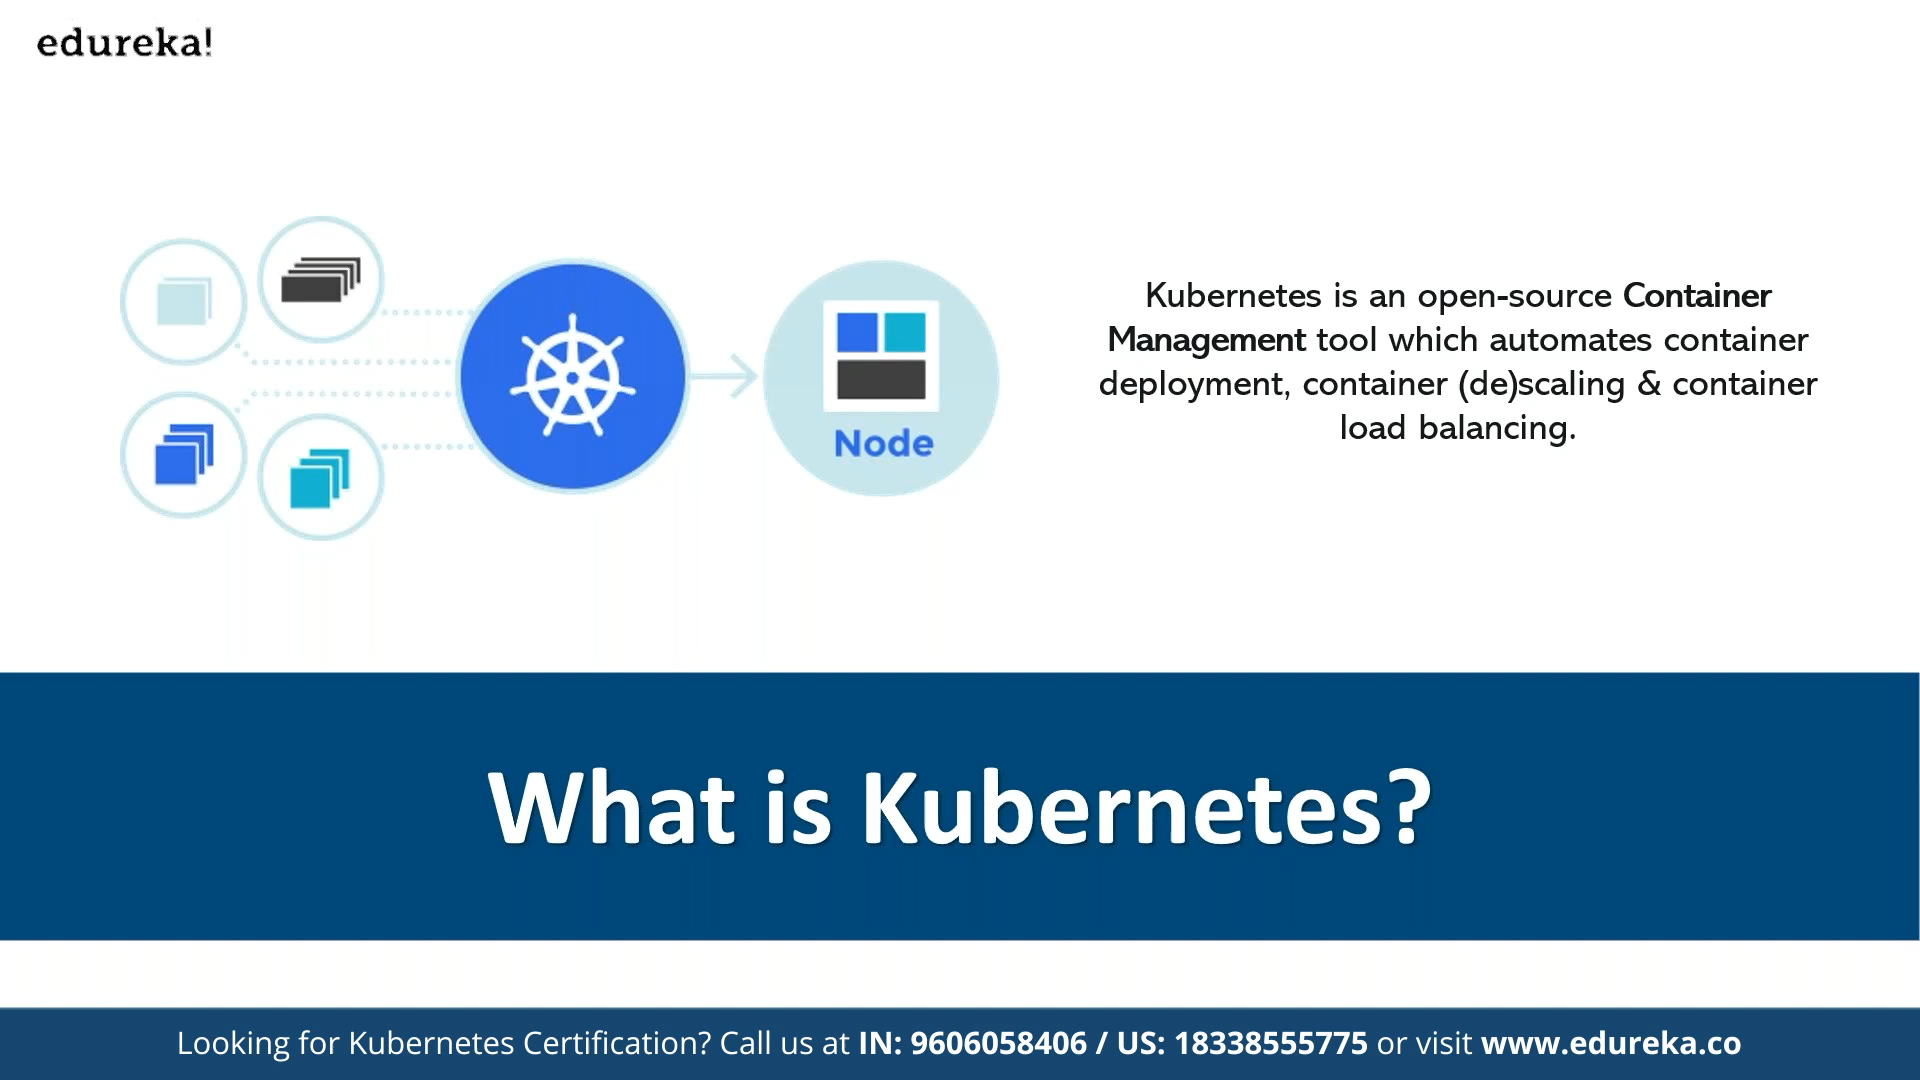 edureka!
Node
Kubernetes is an open-source Container
Management tool which automates container
deployment, container (de)scaling & container
load balancing.
What is Kubernetes?
Looking for Kubernetes Certification? Call us at IN: 9606058406 / US: 18338555775 or visit www.edureka.co